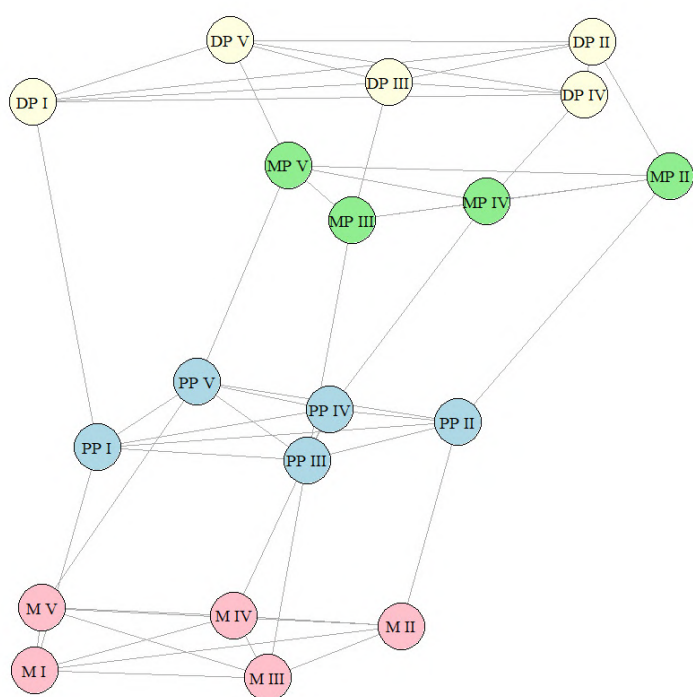 DP V
DP II
DP III
DP IV
DP I
MP V
MP II
MP IV
MP III
PP V
PP IV
PP II
PP I
PP III
M V
M IV
M II
M I
M III